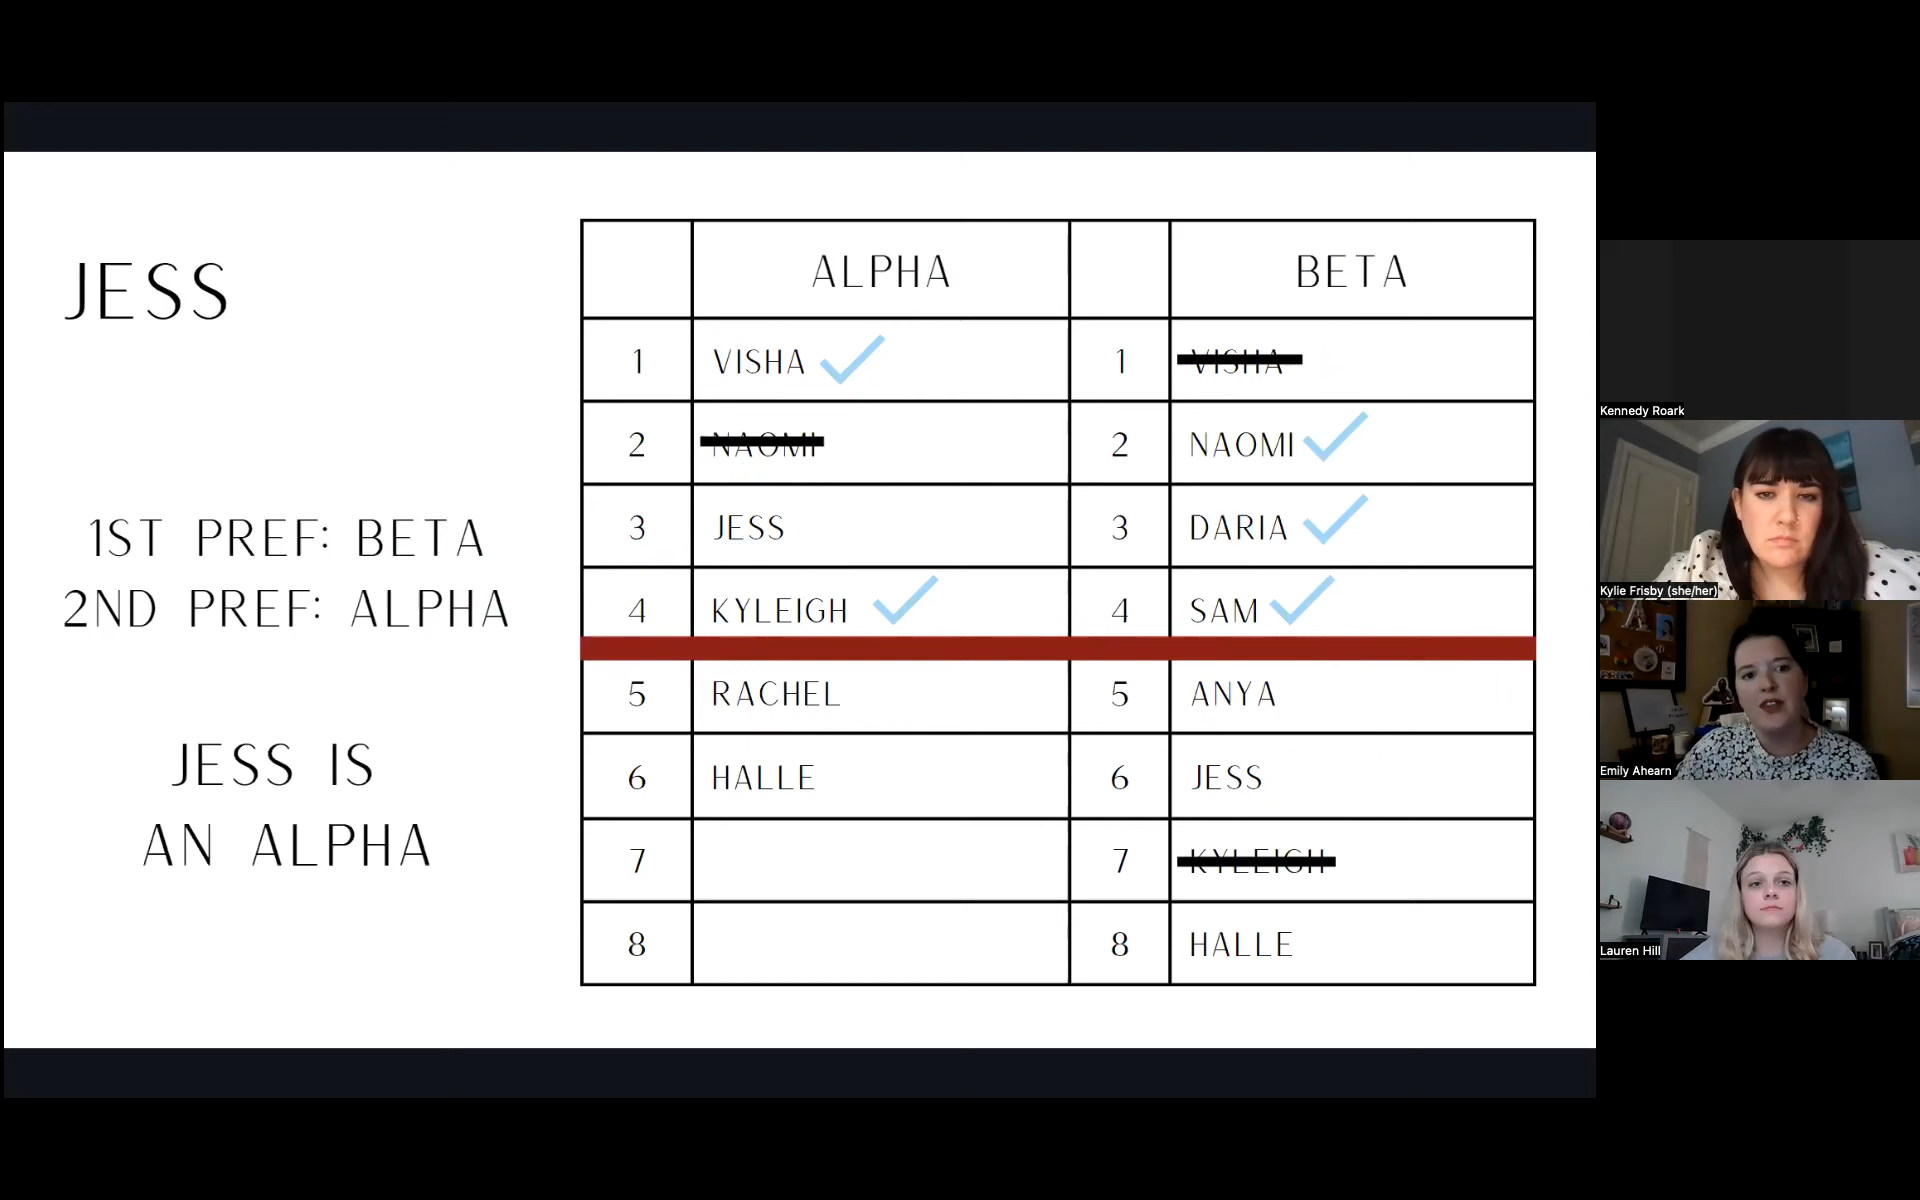 JESS
1ST PREF: BETA
2ND PREF: ALPHA
JESS IS
AN ALPHA
ALPHA BETA
1 VISHA 1 VISHA
2 NAOMI 2 NAOMI
3 JESS 3 DARIA
4 KYLEIGH 4 SAM
5 RACHEL 5 ANYA
6 HALLE 6 JESS
7 7 KYLEIGH
8 8 HALLE
Kennedy Roark
Kylie Frisby (she/her)
Emily Ahearn
Lauren Hill